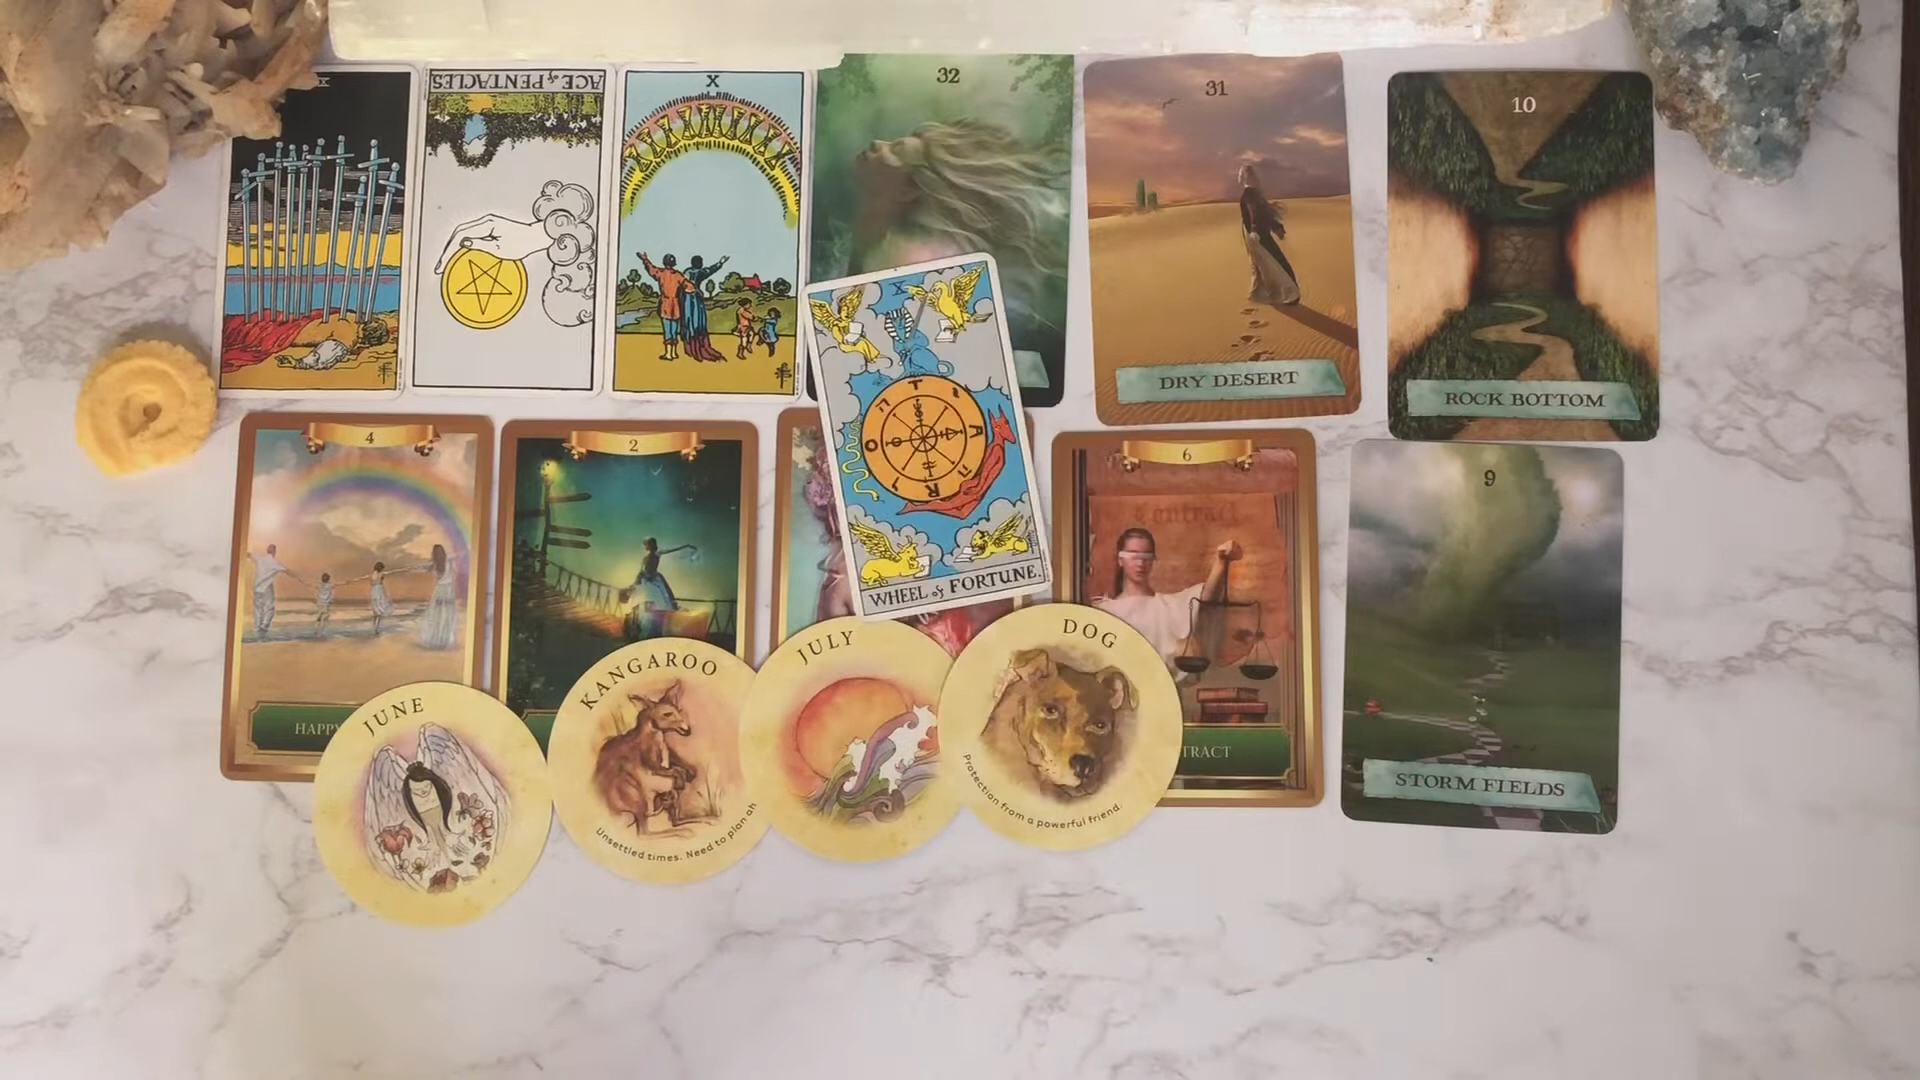 X
ACE of PENTACLES
X
32
31
10
DRY DESERT
ROCK BOTTOM
X
T
A
R
O
WHEEL of FORTUNE.
4
2
6
9
Contract
HAPPY
TRACT
STORM FIELDS
JUNE
KANGAROO
Unsettled times. Need to plan ah
JULY
DOG
Protection from a powerful friend.